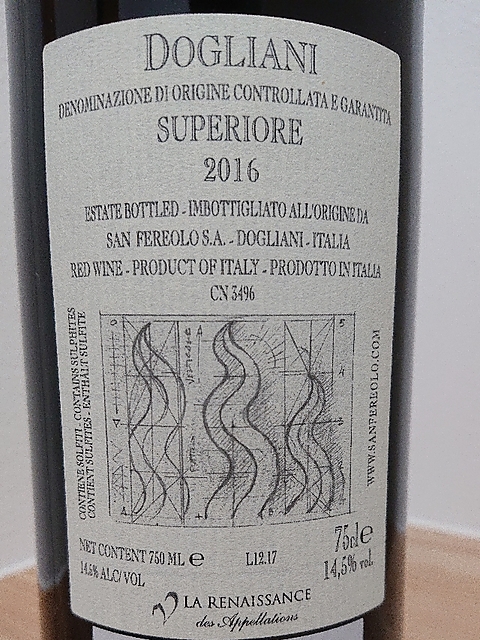 DOGLIANI
DENOMINAZIONE DI ORIGINE CONTROLLATA E GARANTITA
SUPERIORE
2016
ESTATE BOTTLED - IMBOTTIGLIATO ALL'ORIGINE DA
SAN FEREOLO S.A. - DOGLIANI - ITALIA
RED WINE - PRODUCT OF ITALY - PRODOTTO IN ITALIA
CN 3496
CONTIENE SOLFITI - CONTAINS SULPHITES
CONTIENT SULFITES - ENTHÄLT SULFITE
WWW.SANFEREOLO.COM
NET CONTENT 750 ML e
14,5% ALC/VOL
L12.17
75cl e
14,5% vol.
LA RENAISSANCE
des Appellations